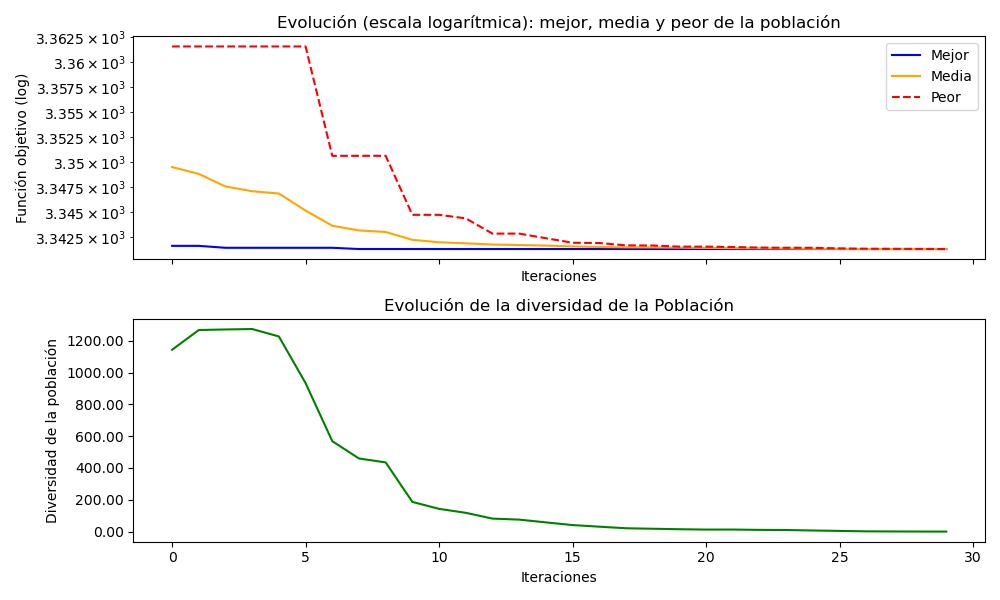 Evolución (escala logarítmica): mejor, media y peor de la población
3.3625 × 10³
3.36 × 10³
3.3575 × 10³
3.355 × 10³
3.3525 × 10³
3.35 × 10³
3.3475 × 10³
3.345 × 10³
3.3425 × 10³
Función objetivo (log)
Mejor
Media
Peor
Iteraciones
Evolución de la diversidad de la Población
1200.00
1000.00
800.00
600.00
400.00
200.00
0.00
Diversidad de la población
0 5 10 15 20 25 30
Iteraciones